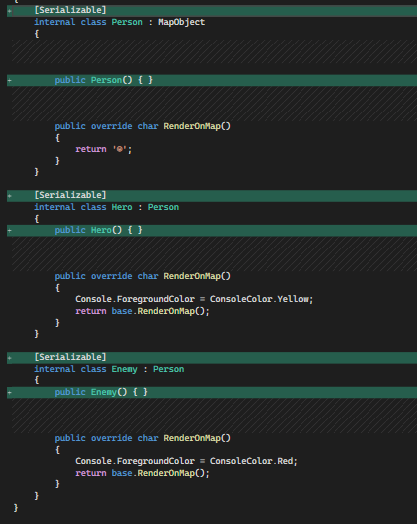 {
+ [Serializable]
internal class Person : MapObject
{
+ public Person() { }
public override char RenderOnMap()
{
return '☻';
}
}
+ [Serializable]
internal class Hero : Person
{
+ public Hero() { }
public override char RenderOnMap()
{
Console.ForegroundColor = ConsoleColor.Yellow;
return base.RenderOnMap();
}
}
+ [Serializable]
internal class Enemy : Person
{
+ public Enemy() { }
public override char RenderOnMap()
{
Console.ForegroundColor = ConsoleColor.Red;
return base.RenderOnMap();
}
}
}